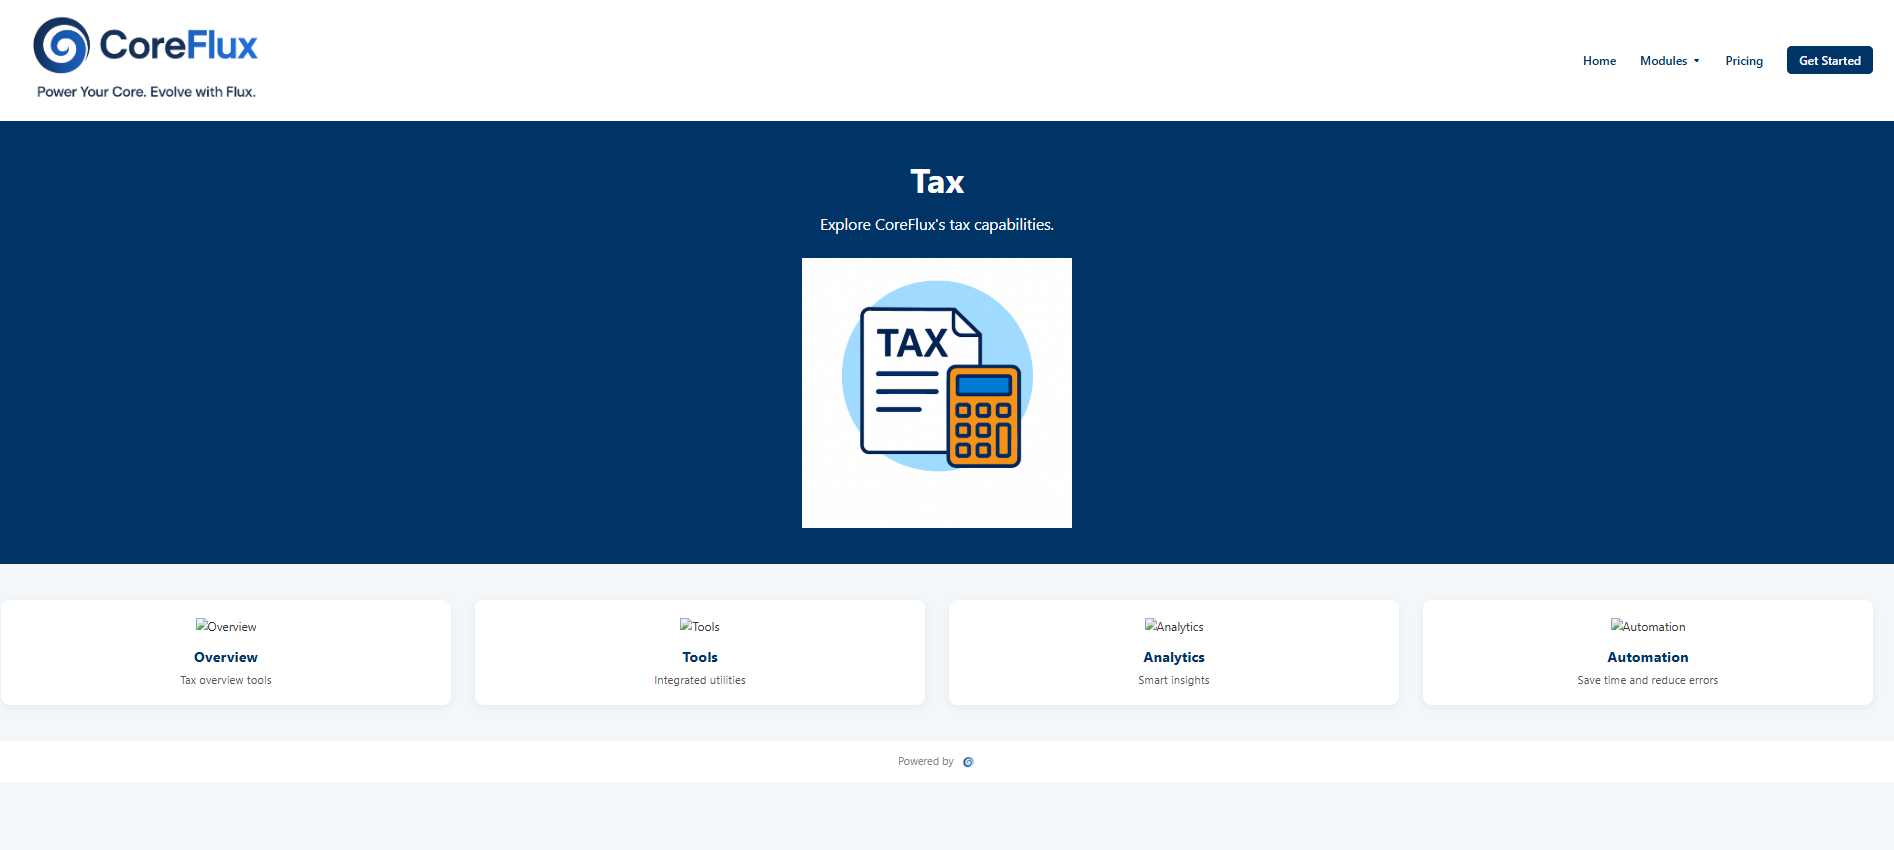 CoreFlux
Power Your Core. Evolve with Flux.
Home Modules Pricing Get Started
Tax
Explore CoreFlux's tax capabilities.
TAX
Overview
Overview
Tax overview tools
Tools
Tools
Integrated utilities
Analytics
Analytics
Smart insights
Automation
Automation
Save time and reduce errors
Powered by